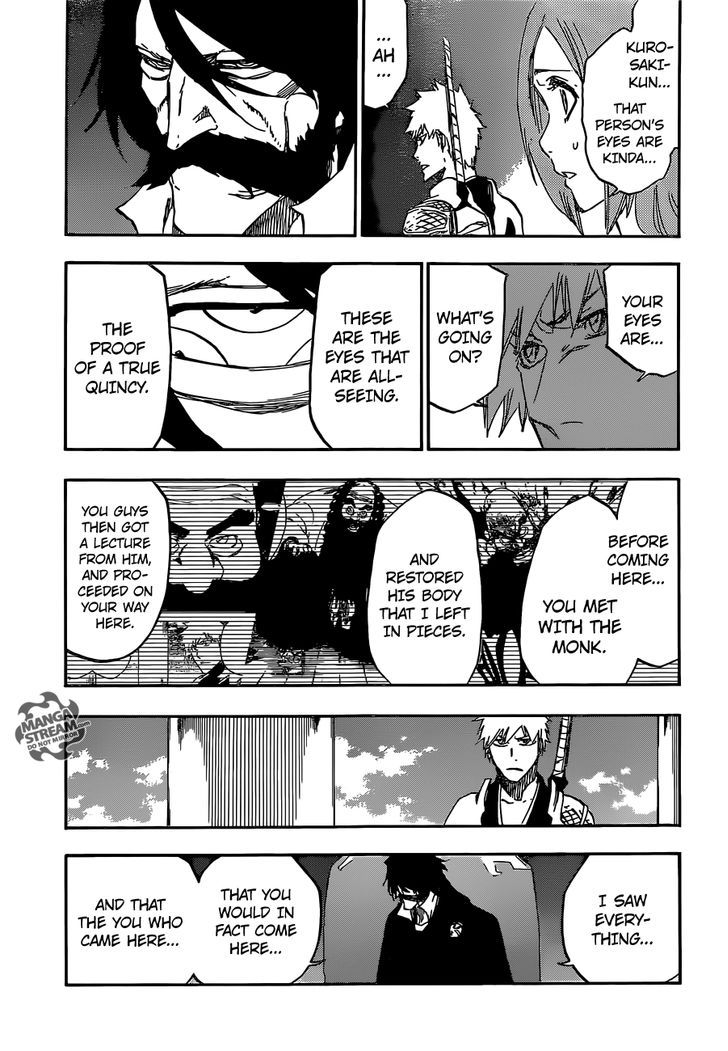 KURO-
SAKI-
KUN...
THAT
PERSON'S
EYES ARE
KINDA...
...
AH
...
YOUR
EYES
ARE...
WHAT'S
GOING
ON?
THESE
ARE THE
EYES THAT
ARE ALL-
SEEING.
THE
PROOF
OF A TRUE
QUINCY.
BEFORE
COMING
HERE...
YOU MET
WITH THE
MONK.
AND
RESTORED
HIS BODY
THAT I LEFT
IN PIECES.
YOU GUYS
THEN GOT
A LECTURE
FROM HIM,
AND PRO-
CEEDED ON
YOUR WAY
HERE.
MANGA
STREAM.com
DO NOT MIRROR!
I SAW
EVERY-
THING...
THAT YOU
WOULD IN
FACT COME
HERE...
AND THAT
THE YOU WHO
CAME HERE...